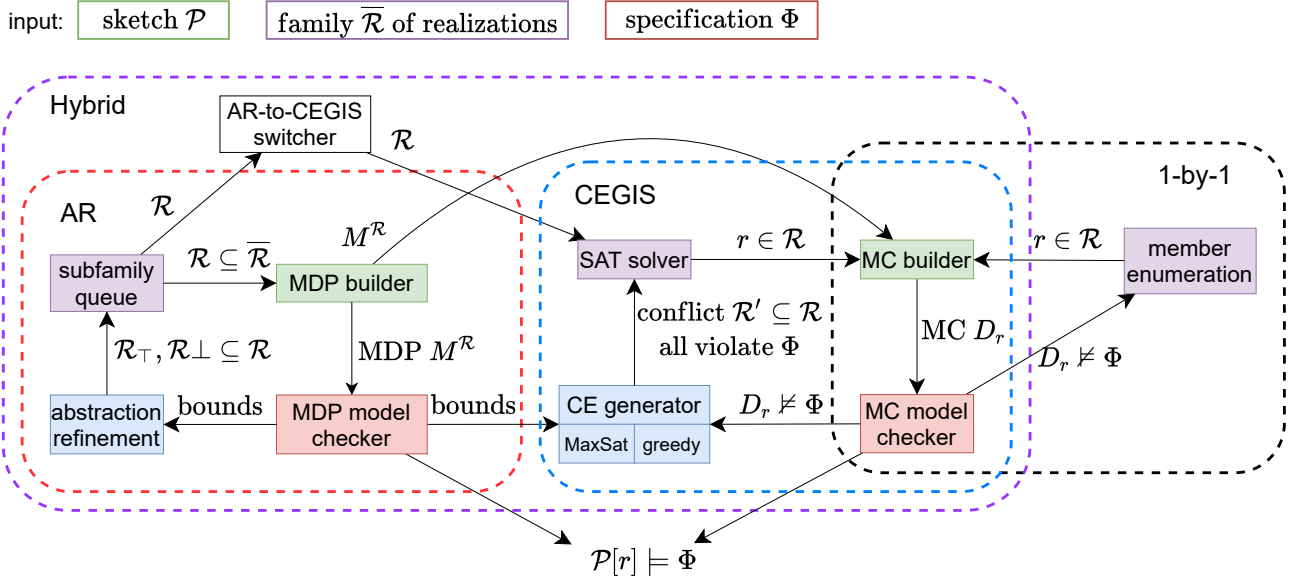 input:
sketch 𝒫
family ℛ̅ of realizations
specification Φ
Hybrid
AR-to-CEGIS
switcher
ℛ
1-by-1
AR
CEGIS
ℛ
M^ℛ
ℛ ⊆ ℛ̅
r ∈ ℛ
r ∈ ℛ
subfamily
queue
MDP builder
SAT solver
MC builder
member
enumeration
conflict ℛ′ ⊆ ℛ
all violate Φ
MC D_r
ℛ_⊤, ℛ⊥ ⊆ ℛ
MDP M^ℛ
D_r ⊭ Φ
abstraction
refinement
bounds
MDP model
checker
bounds
CE generator
MaxSat
greedy
D_r ⊭ Φ
MC model
checker
𝒫[r] ⊨ Φ